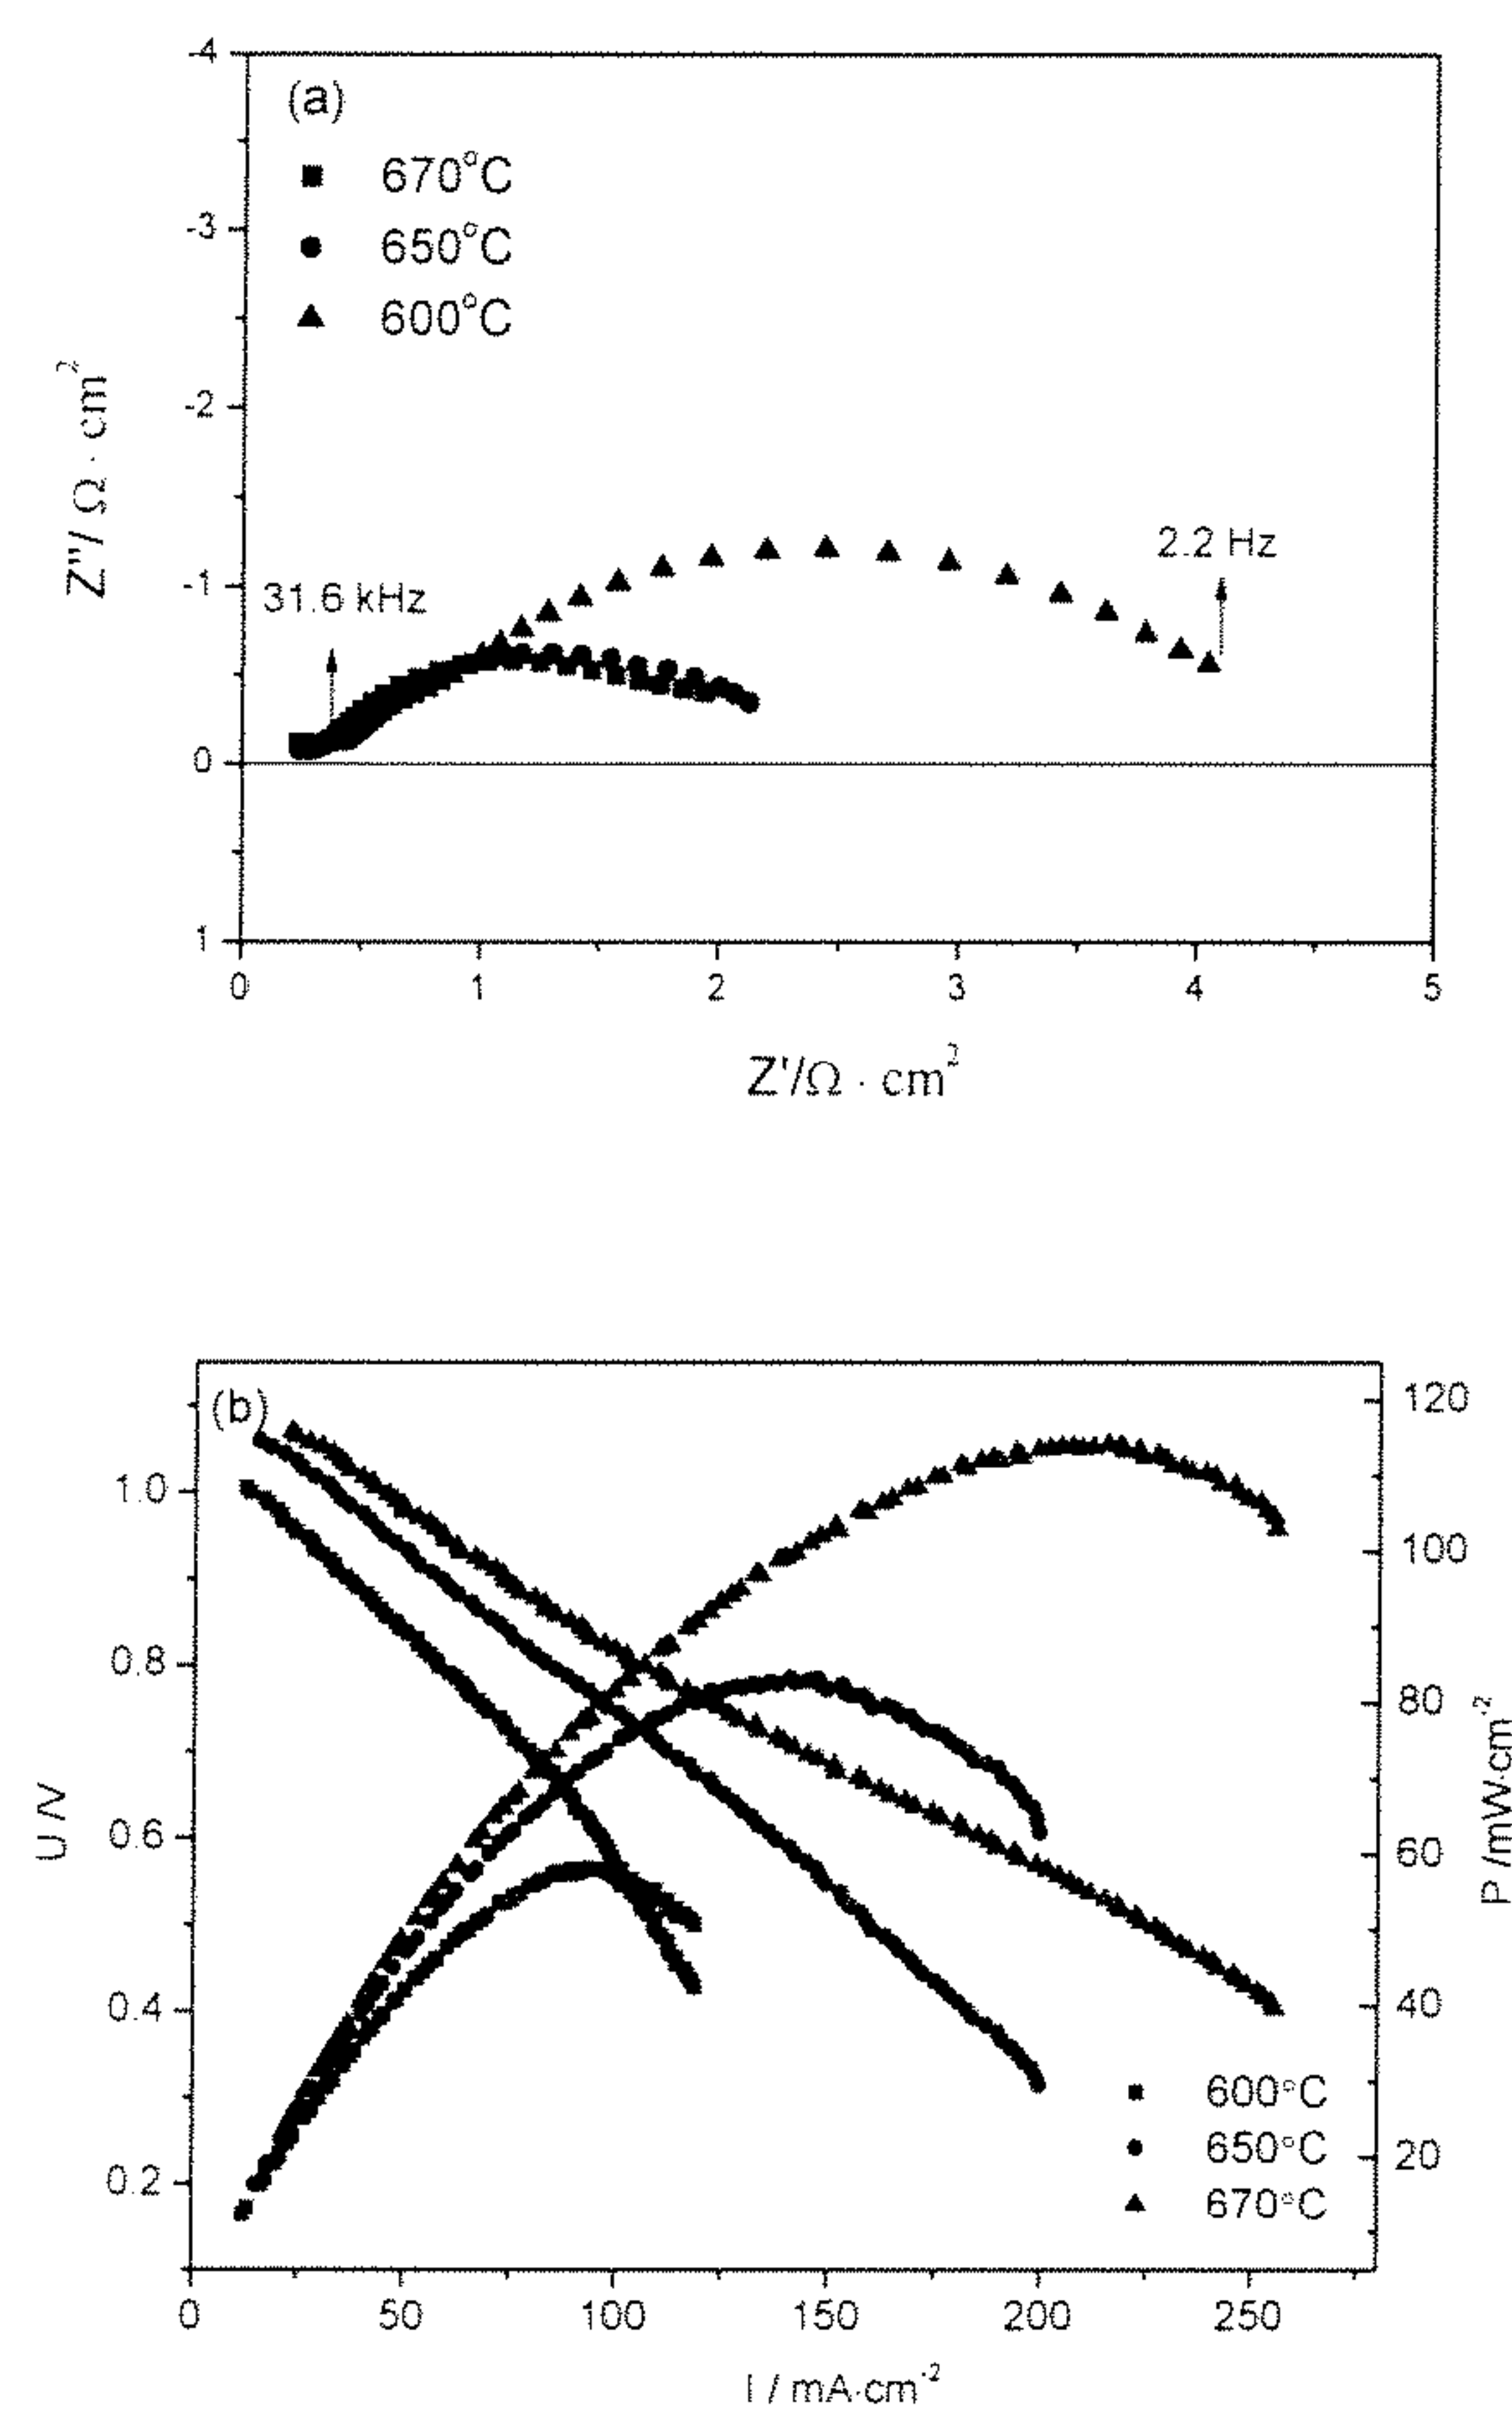 (a)
-4
-3
-2
-1
0
1
670°C
650°C
600°C
31.6 kHz
2.2 Hz
Z"/ Ω · cm²
0 1 2 3 4 5
Z'/Ω · cm²
(b)
1.0
0.8
0.6
0.4
0.2
U /V
120
100
80
60
40
20
P /mW·cm⁻²
600°C
650°C
670°C
0 50 100 150 200 250
I / mA·cm⁻²